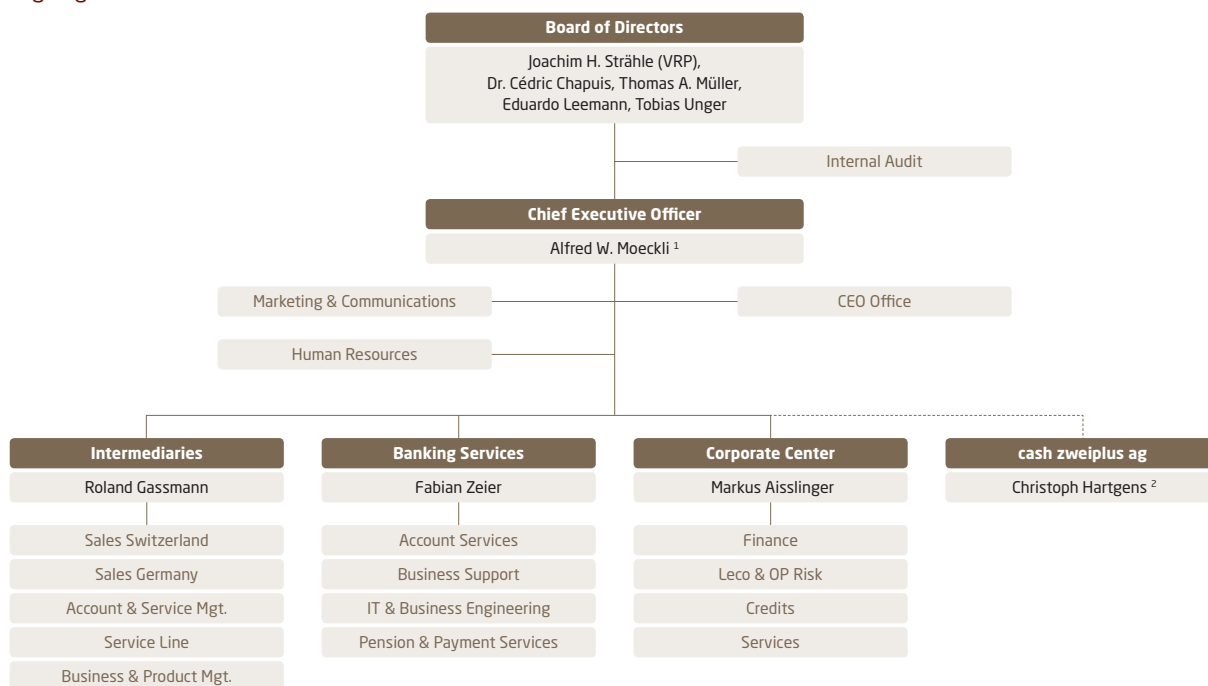 Board of Directors
Joachim H. Strähle (VRP),
Dr. Cédric Chapuis, Thomas A. Müller,
Eduardo Leemann, Tobias Unger
Internal Audit
Chief Executive Officer
Alfred W. Moeckli ¹
Marketing & Communications
CEO Office
Human Resources
Intermediaries
Roland Gassmann
Sales Switzerland
Sales Germany
Account & Service Mgt.
Service Line
Business & Product Mgt.
Banking Services
Fabian Zeier
Account Services
Business Support
IT & Business Engineering
Pension & Payment Services
Corporate Center
Markus Aisslinger
Finance
Leco & OP Risk
Credits
Services
cash zweiplus ag
Christoph Hartgens ²